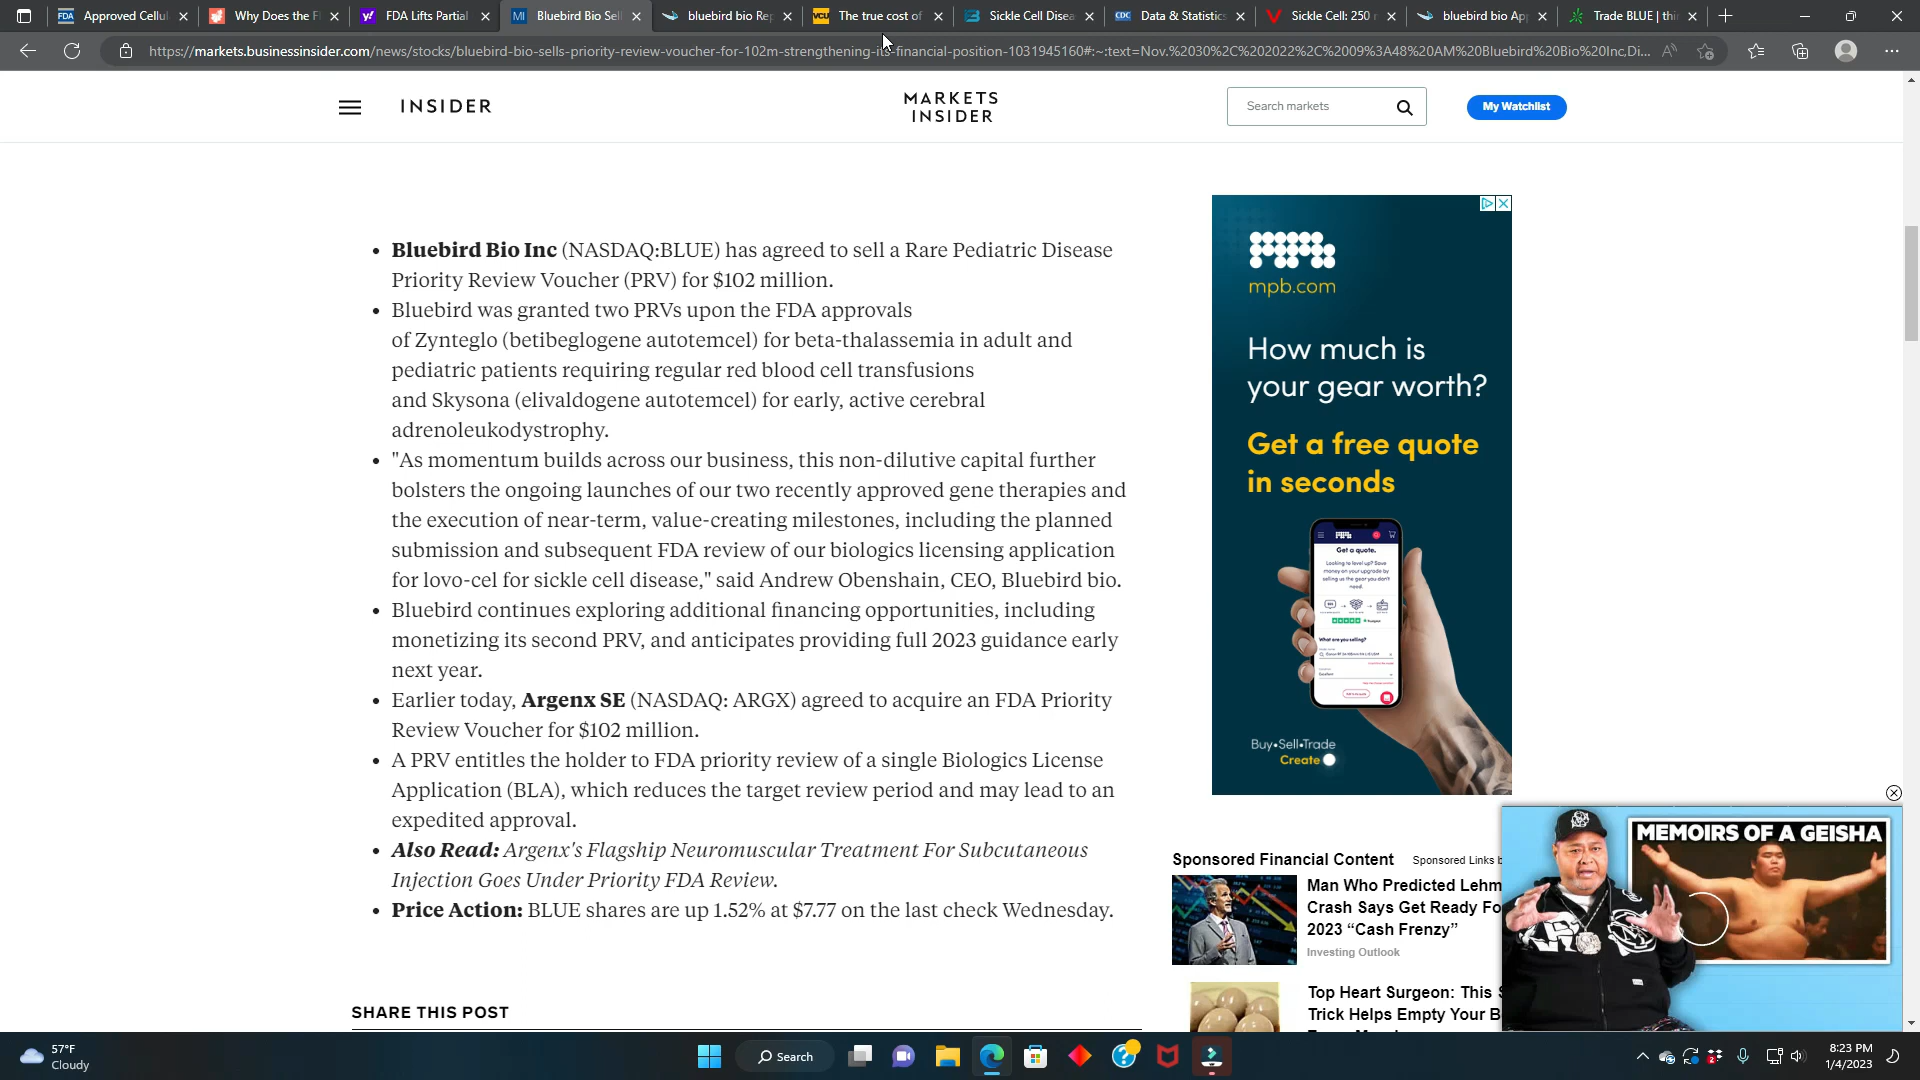 FDA Approved Cellul
Why Does the F
FDA Lifts Partial
MI Bluebird Bio Sel
bluebird bio Rep
VCU The true cost of
Sickle Cell Disea
CDC Data & Statistics
Sickle Cell: 250
bluebird bio App
Trade BLUE | thi
https://markets.businessinsider.com/news/stocks/bluebird-bio-sells-priority-review-voucher-for-102m-strengthening-its-financial-position-1031945160#:~:text=Nov.%2030%2C%202022%2C%2009%3A48%20AM%20Bluebird%20Bio%20Inc,Di...
INSIDER
MARKETS
INSIDER
Search markets
My Watchlist
• Bluebird Bio Inc (NASDAQ:BLUE) has agreed to sell a Rare Pediatric Disease
Priority Review Voucher (PRV) for $102 million.
• Bluebird was granted two PRVs upon the FDA approvals
of Zynteglo (betibeglogene autotemcel) for beta-thalassemia in adult and
pediatric patients requiring regular red blood cell transfusions
and Skysona (elivaldogene autotemcel) for early, active cerebral
adrenoleukodystrophy.
• "As momentum builds across our business, this non-dilutive capital further
bolsters the ongoing launches of our two recently approved gene therapies and
the execution of near-term, value-creating milestones, including the planned
submission and subsequent FDA review of our biologics licensing application
for lovo-cel for sickle cell disease," said Andrew Obenshain, CEO, Bluebird bio.
• Bluebird continues exploring additional financing opportunities, including
monetizing its second PRV, and anticipates providing full 2023 guidance early
next year.
• Earlier today, Argenx SE (NASDAQ: ARGX) agreed to acquire an FDA Priority
Review Voucher for $102 million.
• A PRV entitles the holder to FDA priority review of a single Biologics License
Application (BLA), which reduces the target review period and may lead to an
expedited approval.
• Also Read: Argenx's Flagship Neuromuscular Treatment For Subcutaneous
Injection Goes Under Priority FDA Review.
• Price Action: BLUE shares are up 1.52% at $7.77 on the last check Wednesday.
SHARE THIS POST
mpb.com
How much is
your gear worth?
Get a free quote
in seconds
Get a quote.
What are you selling?
Buy•Sell•Trade
Create
Sponsored Financial Content
Sponsored Links b
Man Who Predicted Lehm
Crash Says Get Ready Fo
2023 “Cash Frenzy”
Investing Outlook
Top Heart Surgeon: This S
Trick Helps Empty Your B
MEMOIRS OF A GEISHA
57°F
Cloudy
Search
8:23 PM
1/4/2023